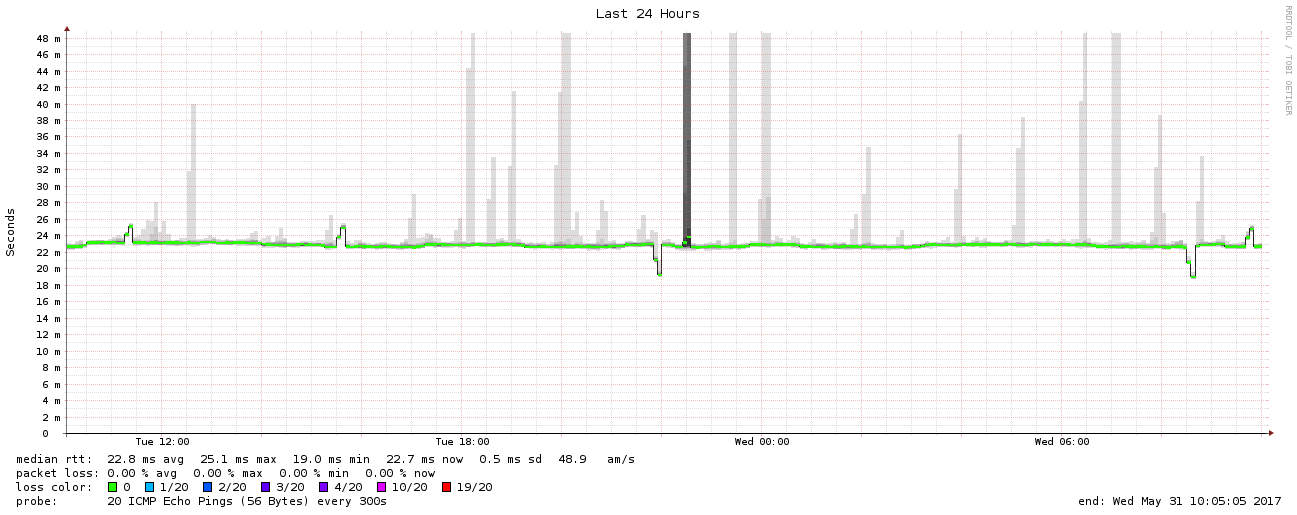 Last 24 Hours
RRDTOOL / TOBI OETIKER
Seconds
48 m
46 m
44 m
42 m
40 m
38 m
36 m
34 m
32 m
30 m
28 m
26 m
24 m
22 m
20 m
18 m
16 m
14 m
12 m
10 m
8 m
6 m
4 m
2 m
0
Tue 12:00 Tue 18:00 Wed 00:00 Wed 06:00
median rtt: 22.8 ms avg 25.1 ms max 19.0 ms min 22.7 ms now 0.5 ms sd 48.9 am/s
packet loss: 0.00 % avg 0.00 % max 0.00 % min 0.00 % now
loss color: 0 1/20 2/20 3/20 4/20 10/20 19/20
probe: 20 ICMP Echo Pings (56 Bytes) every 300s end: Wed May 31 10:05:05 2017